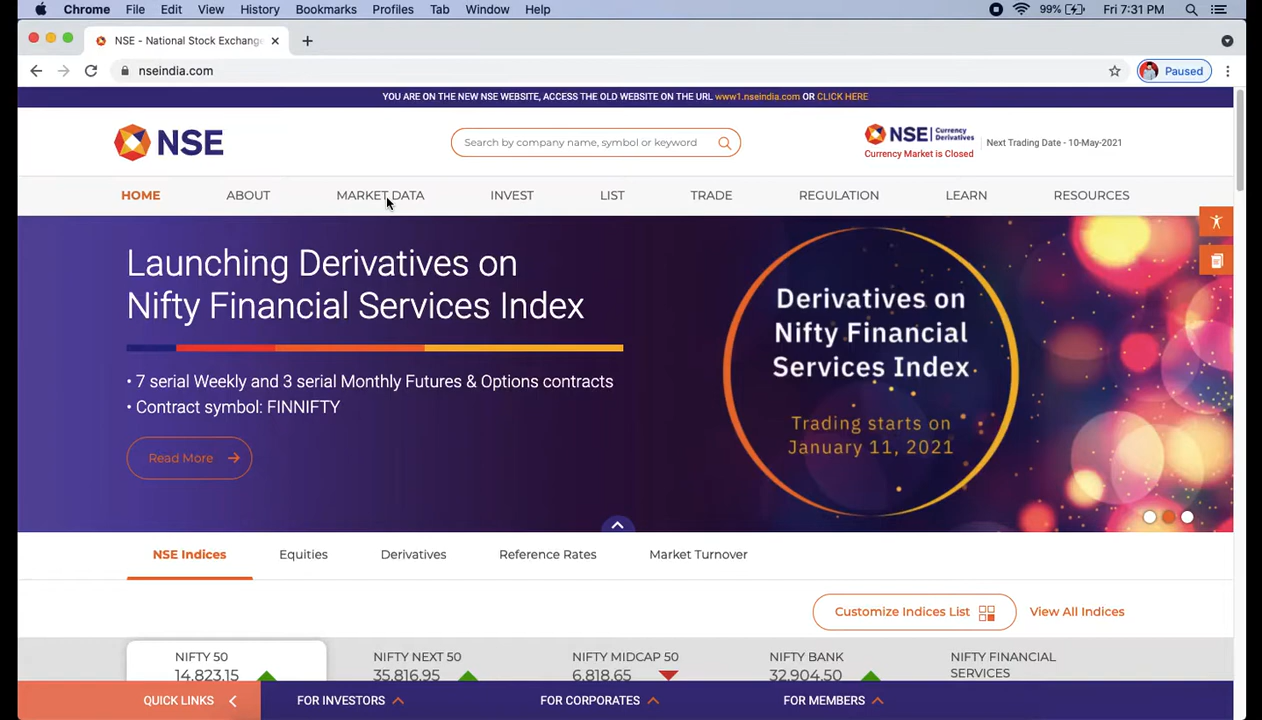 Chrome File Edit View History Bookmarks Profiles Tab Window Help 99% Fri 7:31 PM
NSE - National Stock Exchange
nseindia.com Paused
YOU ARE ON THE NEW NSE WEBSITE, ACCESS THE OLD WEBSITE ON THE URL www1.nseindia.com OR CLICK HERE
NSE
Search by company name, symbol or keyword
NSE Currency Derivatives
Currency Market is Closed
Next Trading Date - 10-May-2021
HOME ABOUT MARKET DATA INVEST LIST TRADE REGULATION LEARN RESOURCES
Launching Derivatives on
Nifty Financial Services Index
• 7 serial Weekly and 3 serial Monthly Futures & Options contracts
• Contract symbol: FINNIFTY
Read More
Derivatives on
Nifty Financial
Services Index
Trading starts on
January 11, 2021
NSE Indices Equities Derivatives Reference Rates Market Turnover
Customize Indices List View All Indices
NIFTY 50
14,823.15
NIFTY NEXT 50
35,816.95
NIFTY MIDCAP 50
6,818.65
NIFTY BANK
32,904.50
NIFTY FINANCIAL
SERVICES
QUICK LINKS FOR INVESTORS FOR CORPORATES FOR MEMBERS